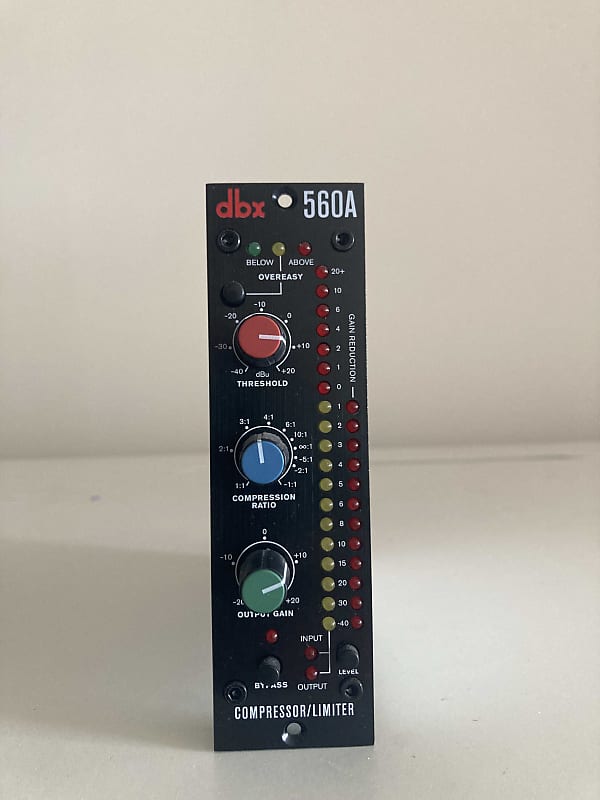 dbx 560A
BELOW ABOVE
OVEREASY
20+
10
6
4
2
1
0
GAIN REDUCTION
-40 -30 -20 -10 0 +10 +20
dBu
THRESHOLD
1
2
3
4
5
6
8
10
15
20
30
-40
1:1 2:1 3:1 4:1 6:1 10:1 ∞:1 -5:1 -2:1 -1:1
COMPRESSION
RATIO
-10 0 +10 +20
OUTPUT GAIN
INPUT
LEVEL
OUTPUT
BYPASS
COMPRESSOR/LIMITER